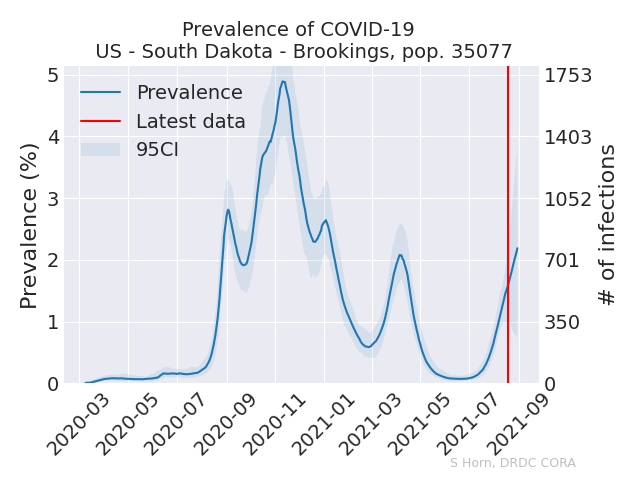 Prevalence of COVID-19
US - South Dakota - Brookings, pop. 35077
Prevalence
Latest data
95CI
Prevalence (%)
5
4
3
2
1
0
1753
1403
1052
701
350
0
# of infections
2020-03
2020-05
2020-07
2020-09
2020-11
2021-01
2021-03
2021-05
2021-07
2021-09
S Horn, DRDC CORA